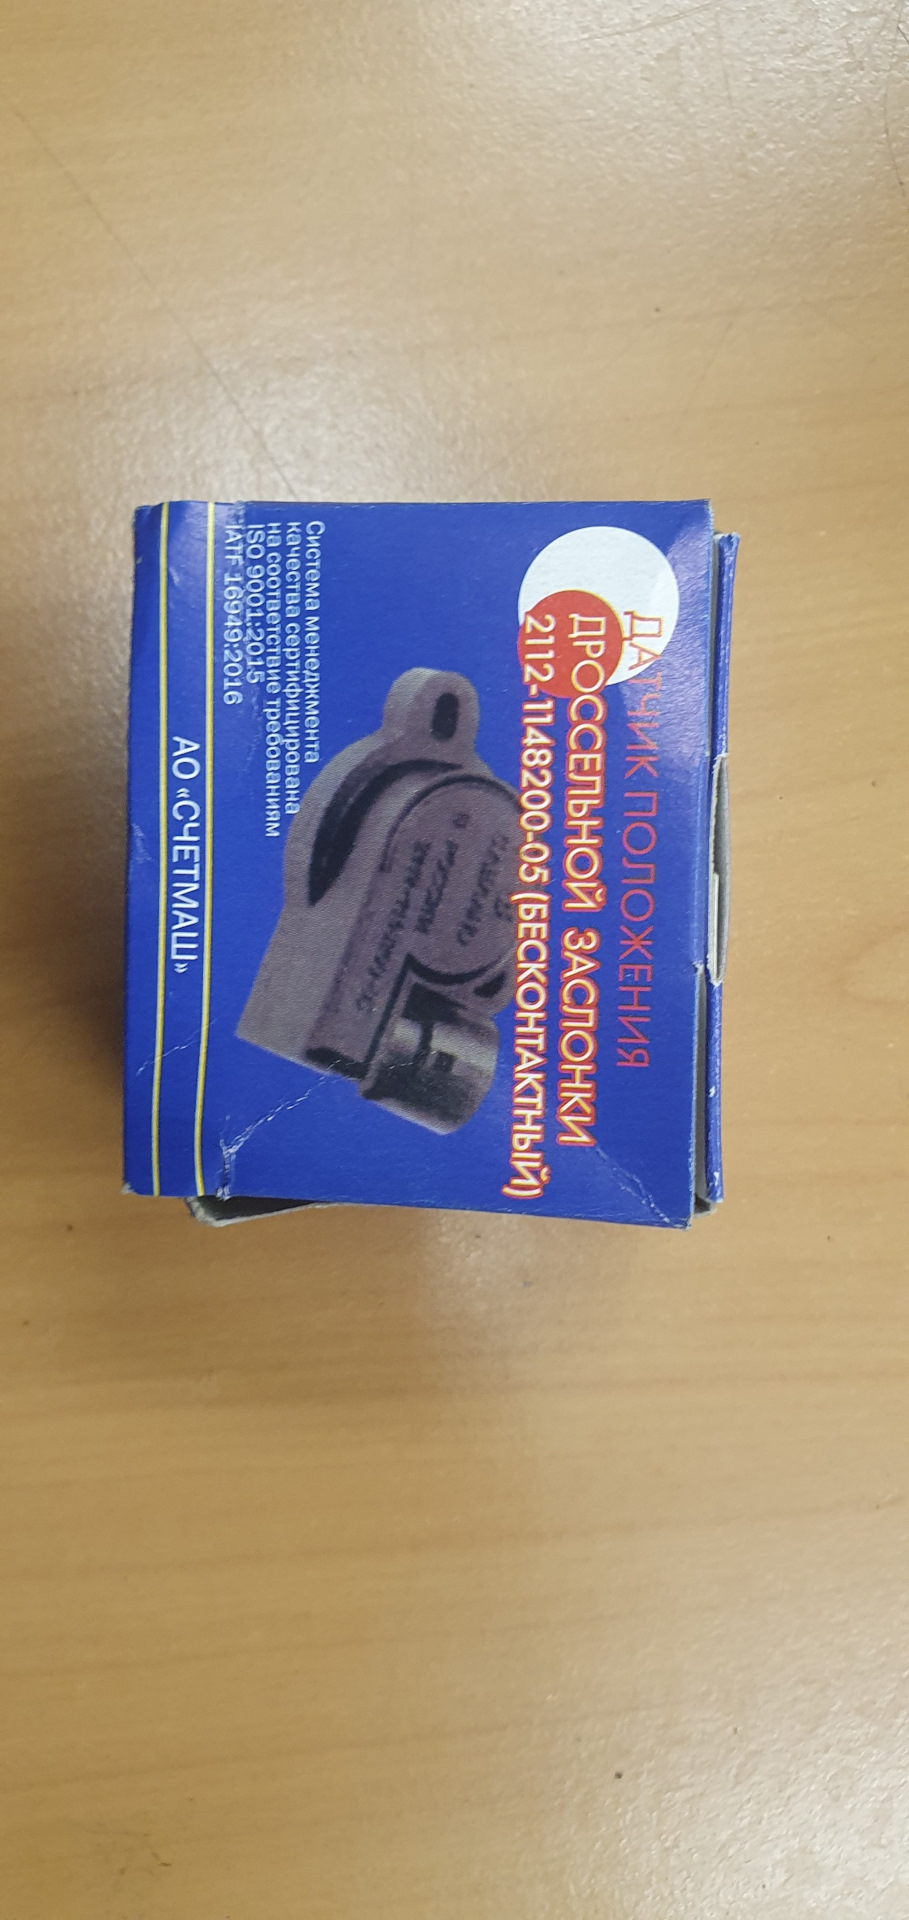 ДАТЧИК ПОЛОЖЕНИЯ
ДРОССЕЛЬНОЙ ЗАСЛОНКИ
2112-1148200-05 (БЕСКОНТАКТНЫЙ)
Система менеджмента
качества сертифицирована
на соответствие требованиям
ISO 9001:2015
IATF 16949:2016
АО «СЧЕТМАШ»